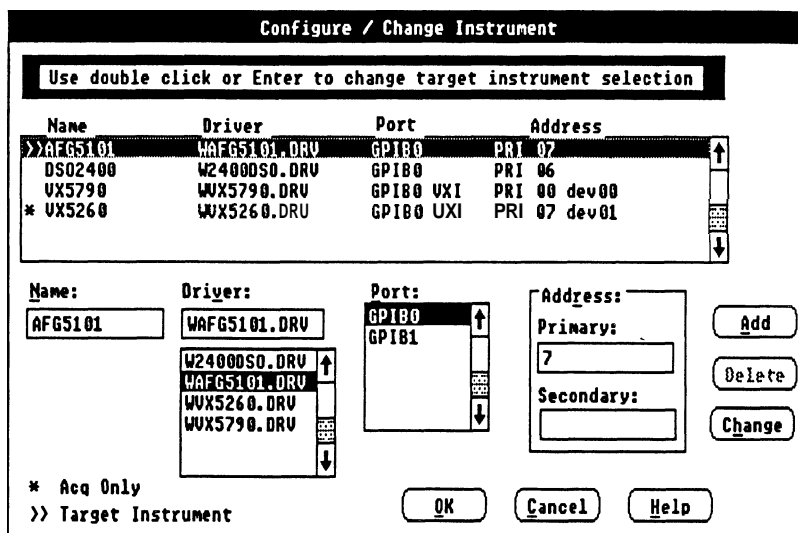 Configure / Change Instrument
Use double click or Enter to change target instrument selection
Name Driver Port Address
>>AFG5101 WAFG5101.DRV GPIB0 PRI 07
DSO2400 W2400DSO.DRV GPIB0 PRI 06
VX5790 WVX5790.DRV GPIB0 VXI PRI 00 dev00
* VX5260 WVX5260.DRU GPIB0 UXI PRI 07 dev01
Name: Driver: Port: Address:
AFG5101 WAFG5101.DRV GPIB0 Primary: Add
GPIB1 7
W2400DSO.DRV Delete
WAFG5101.DRV Secondary:
WVX5260.DRV
WVX5790.DRV Change
* Acq Only
>> Target Instrument
OK Cancel Help